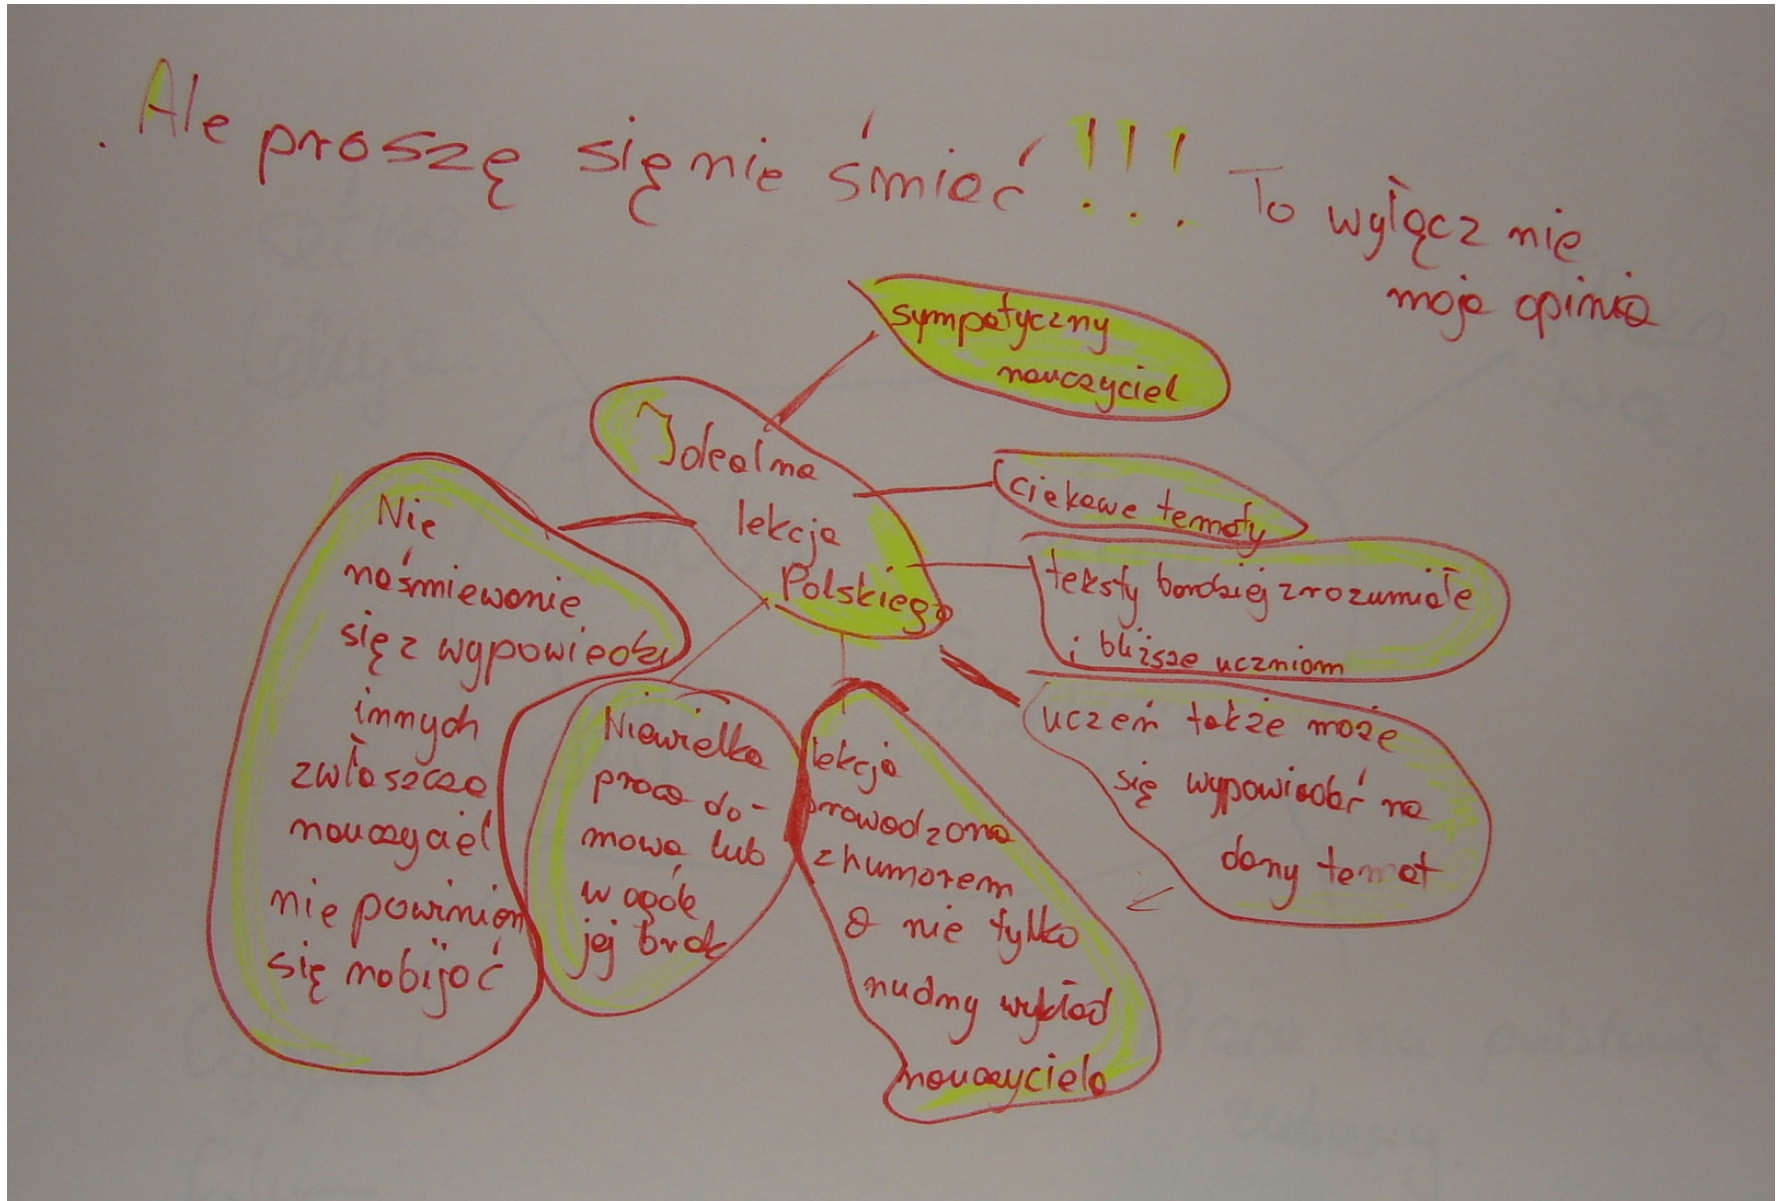 Ale proszę się nie śmiać !!! To wyłącznie
moja opinia
sympatyczny
nauczyciel
Idealna
lekcja
Polskiego
ciekawe tematy
teksty bardziej zrozumiałe
i bliższe uczniom
uczeń także może
się wypowiadać na
dany temat
lekcja
prowadzona
z humorem
a nie tylko
nudny wykład
nauczyciela
Niewielka
praca do-
mowa lub
w ogóle
jej brak
Nie
naśmiewanie
się z wypowiedzi
innych
zwłaszcza
nauczyciel
nie powinien
się nabijać